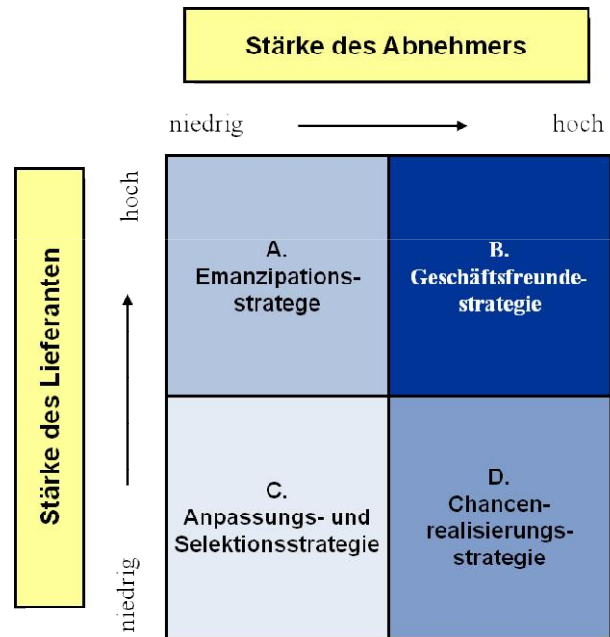 Stärke des Abnehmers
niedrig
hoch
Stärke des Lieferanten
hoch
niedrig
A.
Emanzipations-
stratege
B.
Geschäftsfreunde-
strategie
C.
Anpassungs- und
Selektionsstrategie
D.
Chancen-
realisierungs-
strategie